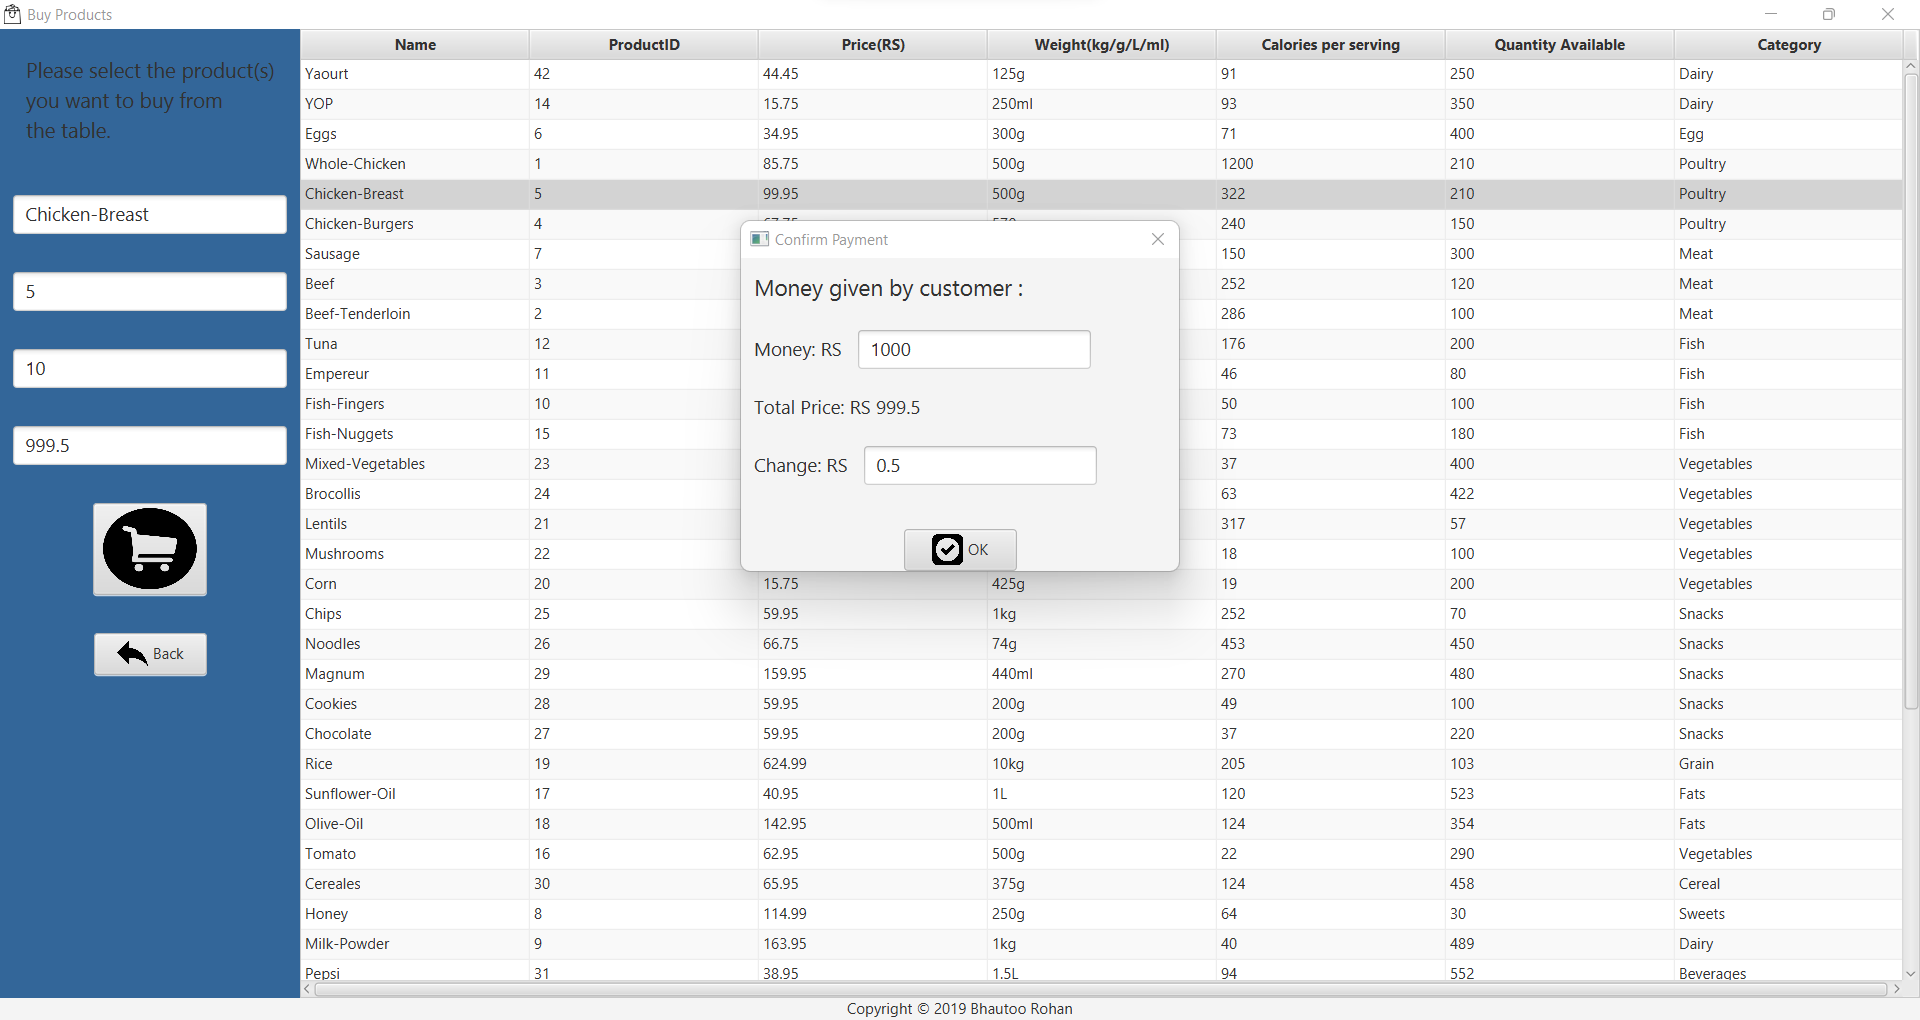 Buy Products
Please select the product(s)
you want to buy from
the table.
Chicken-Breast
5
10
999.5
Back
Name ProductID Price(RS) Weight(kg/g/L/ml) Calories per serving Quantity Available Category
Yaourt 42 44.45 125g 91 250 Dairy
YOP 14 15.75 250ml 93 350 Dairy
Eggs 6 34.95 300g 71 400 Egg
Whole-Chicken 1 85.75 500g 1200 210 Poultry
Chicken-Breast 5 99.95 500g 322 210 Poultry
Chicken-Burgers 4 240 150 Poultry
Sausage 7 150 300 Meat
Beef 3 252 120 Meat
Beef-Tenderloin 2 286 100 Meat
Tuna 12 176 200 Fish
Empereur 11 46 80 Fish
Fish-Fingers 10 50 100 Fish
Fish-Nuggets 15 73 180 Fish
Mixed-Vegetables 23 37 400 Vegetables
Brocollis 24 63 422 Vegetables
Lentils 21 317 57 Vegetables
Mushrooms 22 18 100 Vegetables
Corn 20 15.75 425g 19 200 Vegetables
Chips 25 59.95 1kg 252 70 Snacks
Noodles 26 66.75 74g 453 450 Snacks
Magnum 29 159.95 440ml 270 480 Snacks
Cookies 28 59.95 200g 49 100 Snacks
Chocolate 27 59.95 200g 37 220 Snacks
Rice 19 624.99 10kg 205 103 Grain
Sunflower-Oil 17 40.95 1L 120 523 Fats
Olive-Oil 18 142.95 500ml 124 354 Fats
Tomato 16 62.95 500g 22 290 Vegetables
Cereales 30 65.95 375g 124 458 Cereal
Honey 8 114.99 250g 64 30 Sweets
Milk-Powder 9 163.95 1kg 40 489 Dairy
Pepsi 31 38.95 1.5L 94 552 Beverages
Confirm Payment
Money given by customer :
Money: RS 1000
Total Price: RS 999.5
Change: RS 0.5
OK
Copyright © 2019 Bhautoo Rohan